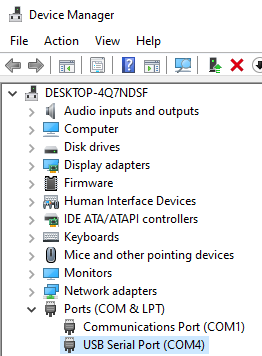 Device Manager
File Action View Help
DESKTOP-4Q7NDSF
Audio inputs and outputs
Computer
Disk drives
Display adapters
Firmware
Human Interface Devices
IDE ATA/ATAPI controllers
Keyboards
Mice and other pointing devices
Monitors
Network adapters
Ports (COM & LPT)
Communications Port (COM1)
USB Serial Port (COM4)